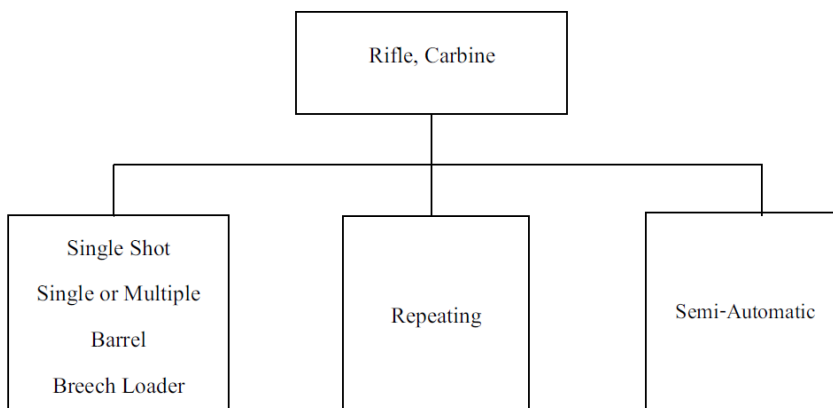 Rifle, Carbine
Single Shot
Single or Multiple
Barrel
Breech Loader
Repeating
Semi-Automatic